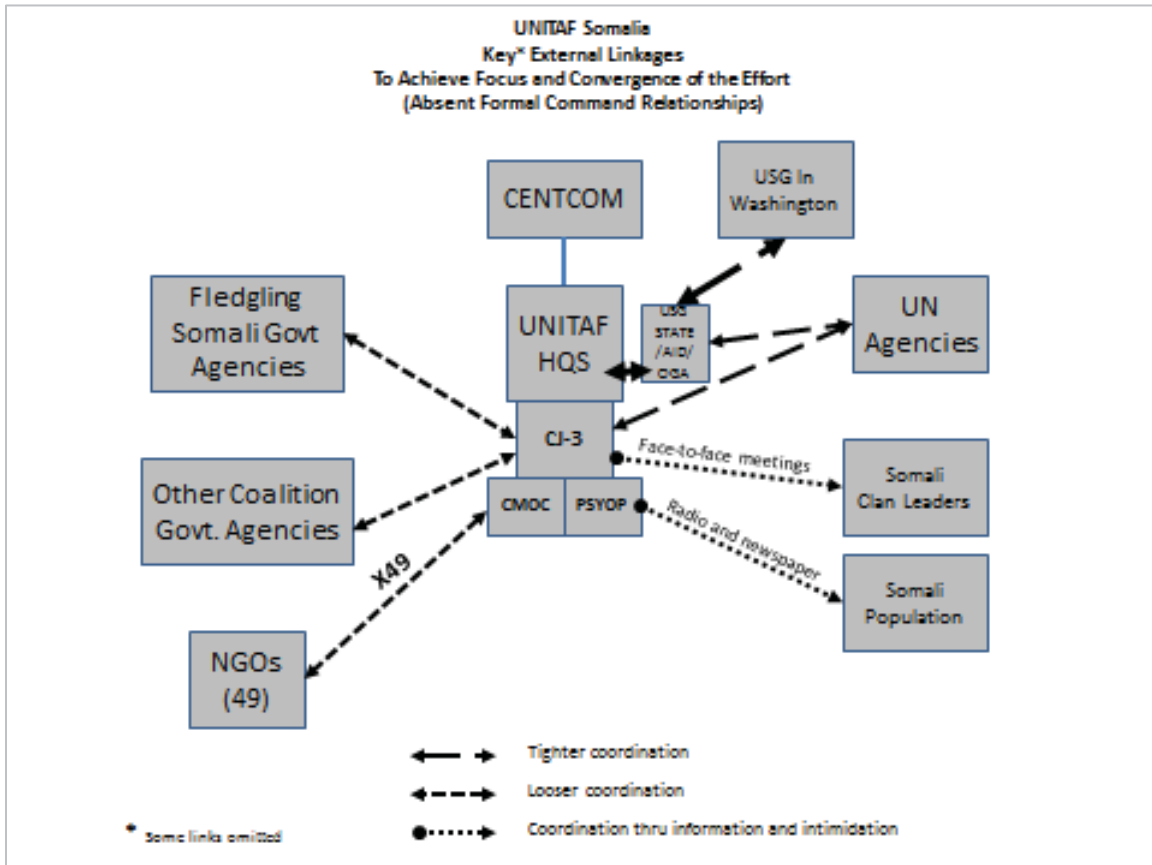 UNITAF Somalia
Key* External Linkages
To Achieve Focus and Convergence of the Effort
(Absent Formal Command Relationships)
CENTCOM
USG In
Washington
Fledgling
Somali Govt
Agencies
UNITAF
HQS
USG
STATE
/AID/
OGA
UN
Agencies
CJ-3
Face-to-face meetings
Somali
Clan Leaders
Other Coalition
Govt. Agencies
CMOC
PSYOP
Radio and newspaper
Somali
Population
X49
NGOs
(49)
Tighter coordination
Looser coordination
Coordination thru information and intimidation
* Some links omitted